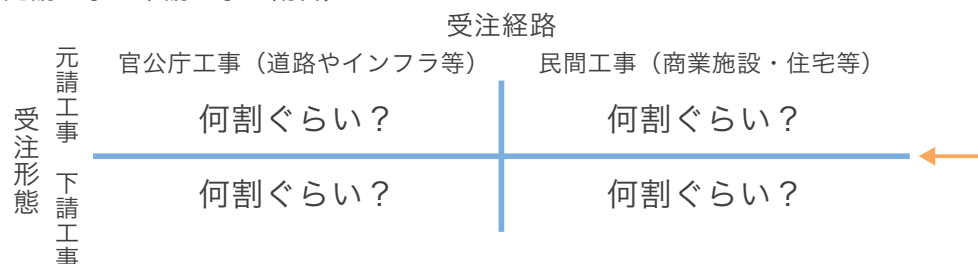 受注経路
官公庁工事（道路やインフラ等）
民間工事（商業施設・住宅等）
受注形態
元請工事
何割ぐらい？
何割ぐらい？
下請工事
何割ぐらい？
何割ぐらい？